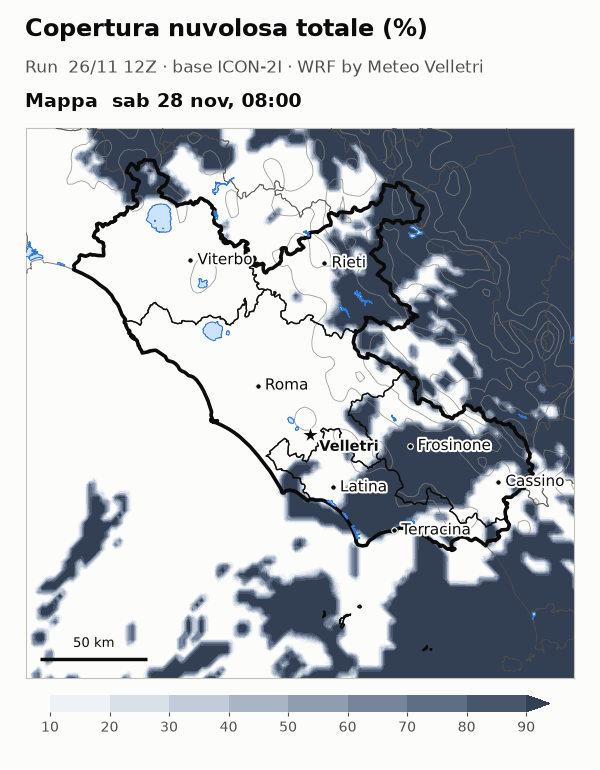 Copertura nuvolosa totale (%)
Run  26/11 12Z · base ICON-2I · WRF by Meteo Velletri
Mappa  sab 28 nov, 08:00
Viterbo
Rieti
Roma
Velletri
Frosinone
Cassino
Latina
Terracina
50 km
10 20 30 40 50 60 70 80 90